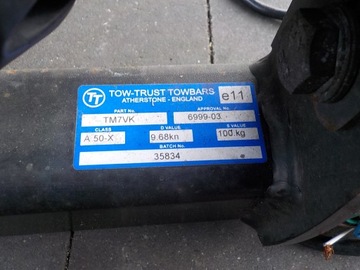 TT
TOW-TRUST TOWBARS
ATHERSTONE - ENGLAND
e11
PART No. APPROVAL No.
TM7VK 6999-03
CLASS D VALUE S VALUE
A 50-X 9.68kn 100.kg
BATCH No.
35834